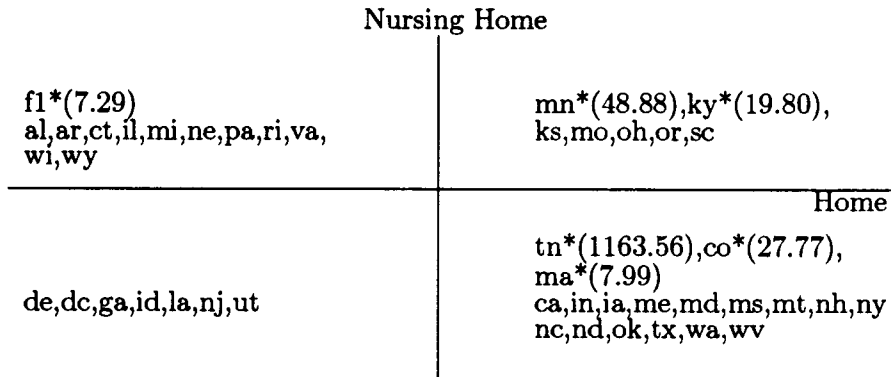 Nursing Home
f1*(7.29)
al,ar,ct,il,mi,ne,pa,ri,va,
wi,wy
mn*(48.88),ky*(19.80),
ks,mo,oh,or,sc
Home
de,dc,ga,id,la,nj,ut
tn*(1163.56),co*(27.77),
ma*(7.99)
ca,in,ia,me,md,ms,mt,nh,ny
nc,nd,ok,tx,wa,wv